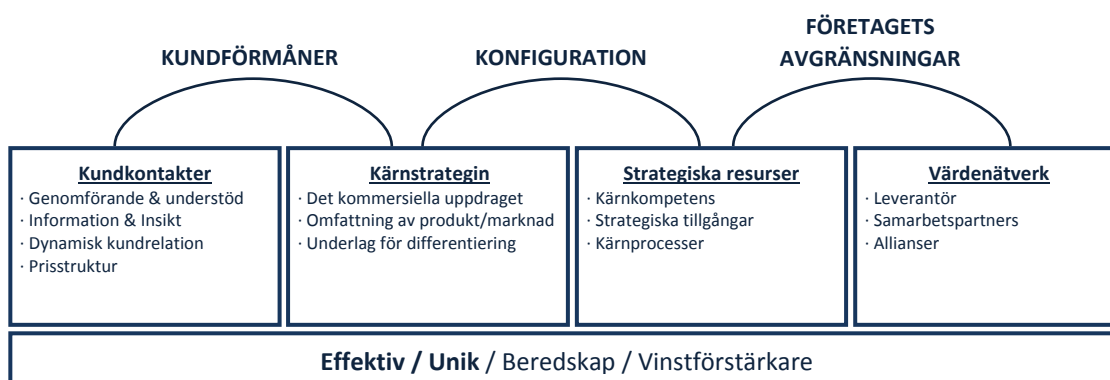 KUNDFÖRMÅNER
KONFIGURATION
FÖRETAGETS
AVGRÄNSNINGAR
Kundkontakter
· Genomförande & understöd
· Information & Insikt
· Dynamisk kundrelation
· Prisstruktur
Kärnstrategin
· Det kommersiella uppdraget
· Omfattning av produkt/marknad
· Underlag för differentiering
Strategiska resurser
· Kärnkompetens
· Strategiska tillgångar
· Kärnprocesser
Värdenätverk
· Leverantör
· Samarbetspartners
· Allianser
Effektiv / Unik / Beredskap / Vinstförstärkare